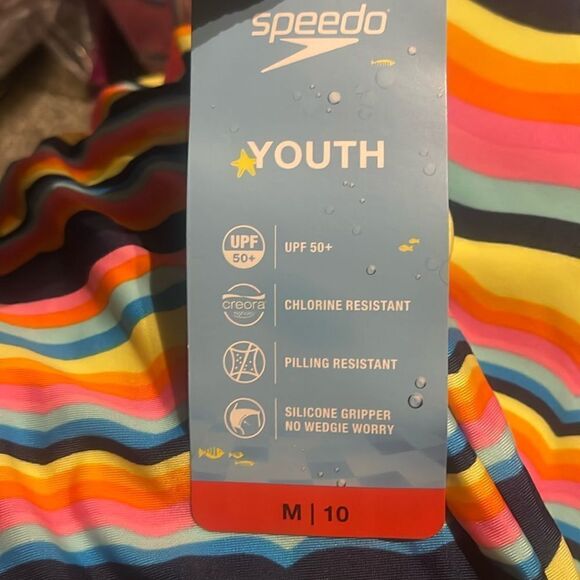 speedo
YOUTH
UPF
50+
UPF 50+
creora
CHLORINE RESISTANT
PILLING RESISTANT
SILICONE GRIPPER
NO WEDGIE WORRY
M | 10